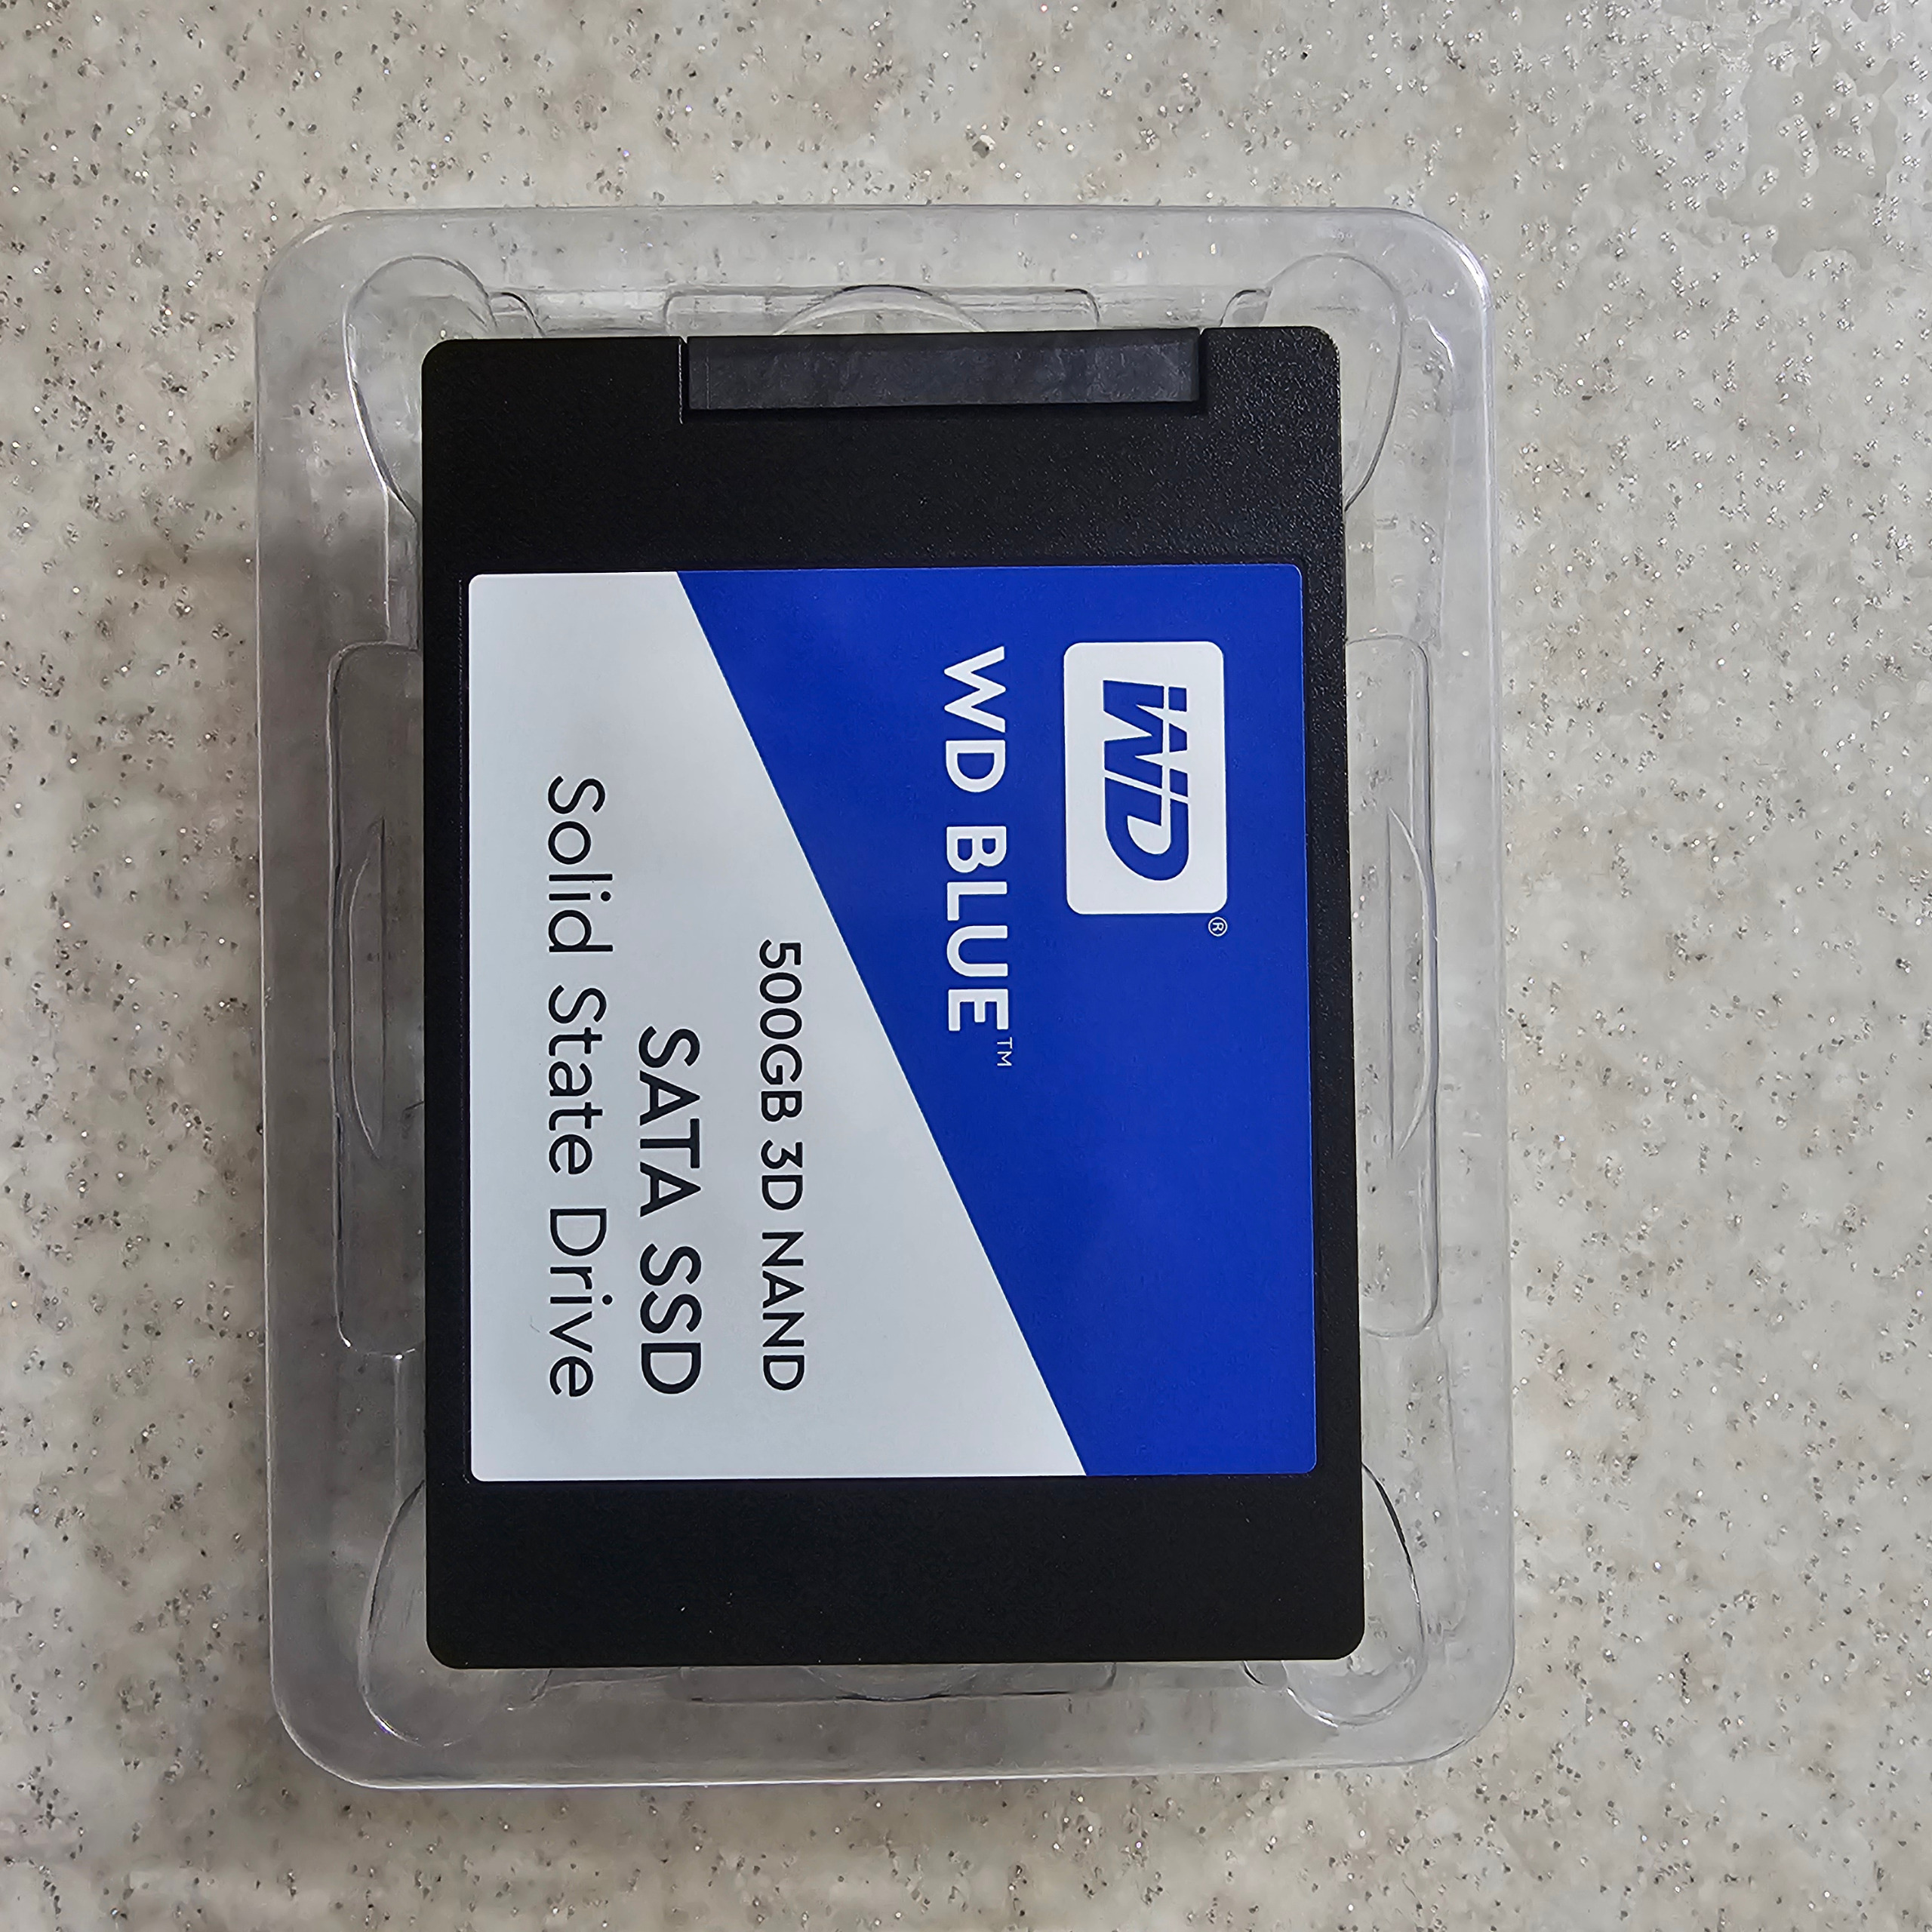 WD®
WD BLUE™
500GB 3D NAND
SATA SSD
Solid State Drive